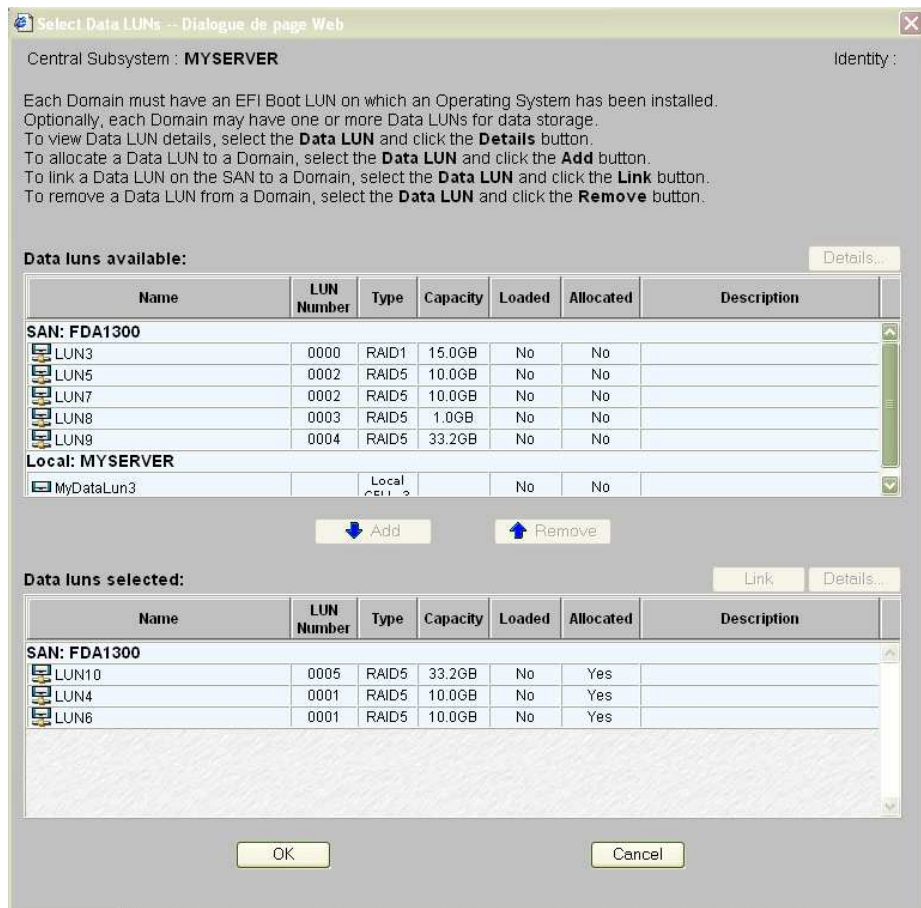 Select Data LUNs -- Dialogue de page Web
Central Subsystem : MYSERVER Identity :
Each Domain must have an EFI Boot LUN on which an Operating System has been installed.
Optionally, each Domain may have one or more Data LUNs for data storage.
To view Data LUN details, select the Data LUN and click the Details button.
To allocate a Data LUN to a Domain, select the Data LUN and click the Add button.
To link a Data LUN on the SAN to a Domain, select the Data LUN and click the Link button.
To remove a Data LUN from a Domain, select the Data LUN and click the Remove button.
Data luns available: Details...
Name LUN Number Type Capacity Loaded Allocated Description
SAN: FDA1300
LUN3 0000 RAID1 15.0GB No No
LUN5 0002 RAID5 10.0GB No No
LUN7 0002 RAID5 10.0GB No No
LUN8 0003 RAID5 1.0GB No No
LUN9 0004 RAID5 33.2GB No No
Local: MYSERVER
MyDataLun3 Local No No
Add Remove
Data luns selected: Link Details...
Name LUN Number Type Capacity Loaded Allocated Description
SAN: FDA1300
LUN10 0005 RAID5 33.2GB No Yes
LUN4 0001 RAID5 10.0GB No Yes
LUN6 0001 RAID5 10.0GB No Yes
OK Cancel